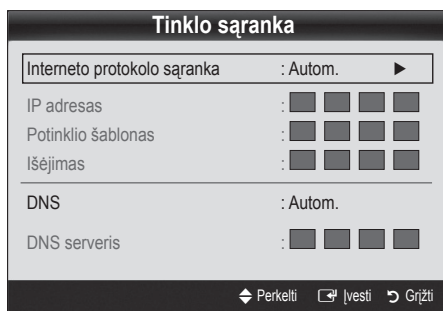 Tinklo sąranka
Interneto protokolo sąranka : Autom. ►
IP adresas :
Potinklio šablonas :
Išėjimas :
DNS : Autom.
DNS serveris :
Perkelti Įvesti Grįžti